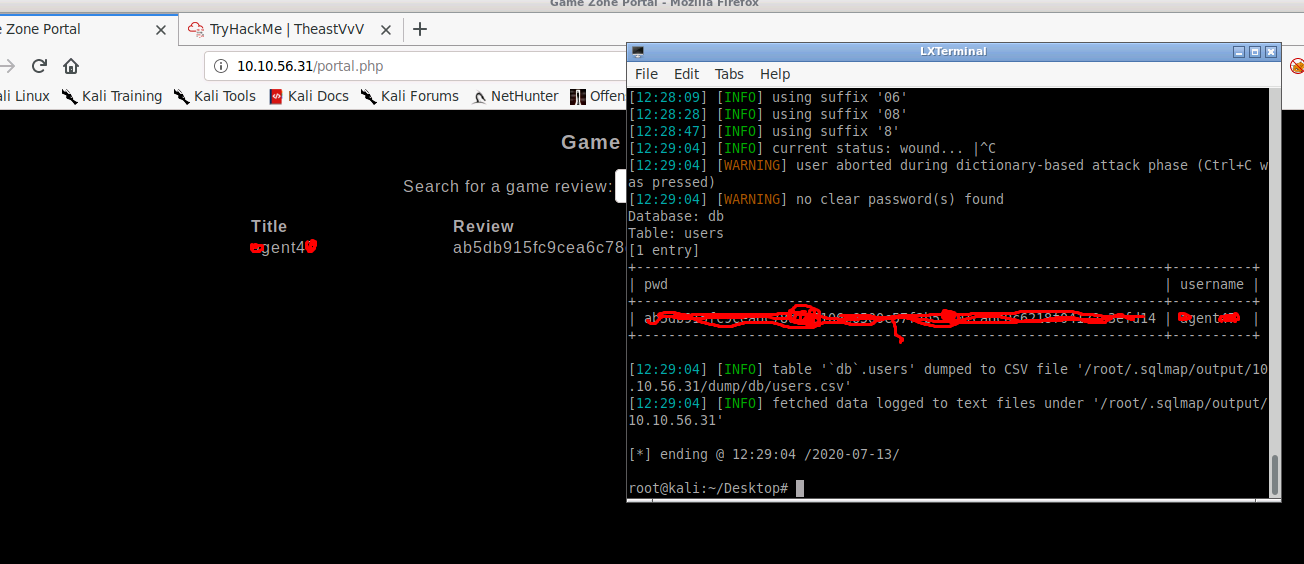 Game Zone Portal - Mozilla Firefox
e Zone Portal
TryHackMe | TheastVvV
10.10.56.31/portal.php
ali Linux
Kali Training
Kali Tools
Kali Docs
Kali Forums
NetHunter
Offen
Game
Search for a game review:
Title Review
gent4 ab5db915fc9cea6c78
LXTerminal
File Edit Tabs Help
[12:28:09] [INFO] using suffix '06'
[12:28:28] [INFO] using suffix '08'
[12:28:47] [INFO] using suffix '8'
[12:29:04] [INFO] current status: wound... |^C
[12:29:04] [WARNING] user aborted during dictionary-based attack phase (Ctrl+C w
as pressed)
[12:29:04] [WARNING] no clear password(s) found
Database: db
Table: users
[1 entry]
+------------------------------------------------------------------+----------+
| pwd | username |
+------------------------------------------------------------------+----------+
+------------------------------------------------------------------+----------+
[12:29:04] [INFO] table '`db`.users' dumped to CSV file '/root/.sqlmap/output/10
.10.56.31/dump/db/users.csv'
[12:29:04] [INFO] fetched data logged to text files under '/root/.sqlmap/output/
10.10.56.31'
[*] ending @ 12:29:04 /2020-07-13/
root@kali:~/Desktop#